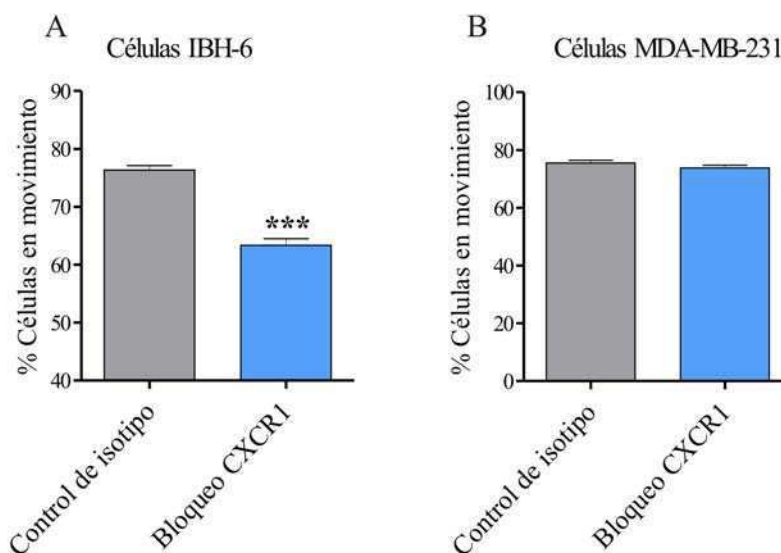 A
Células IBH-6
% Células en movimiento
90
80
70
60
50
40
***
Control de isotipo
Bloqueo CXCR1
B
Células MDA-MB-231
% Células en movimiento
100
80
60
40
20
0
Control de isotipo
Bloqueo CXCR1